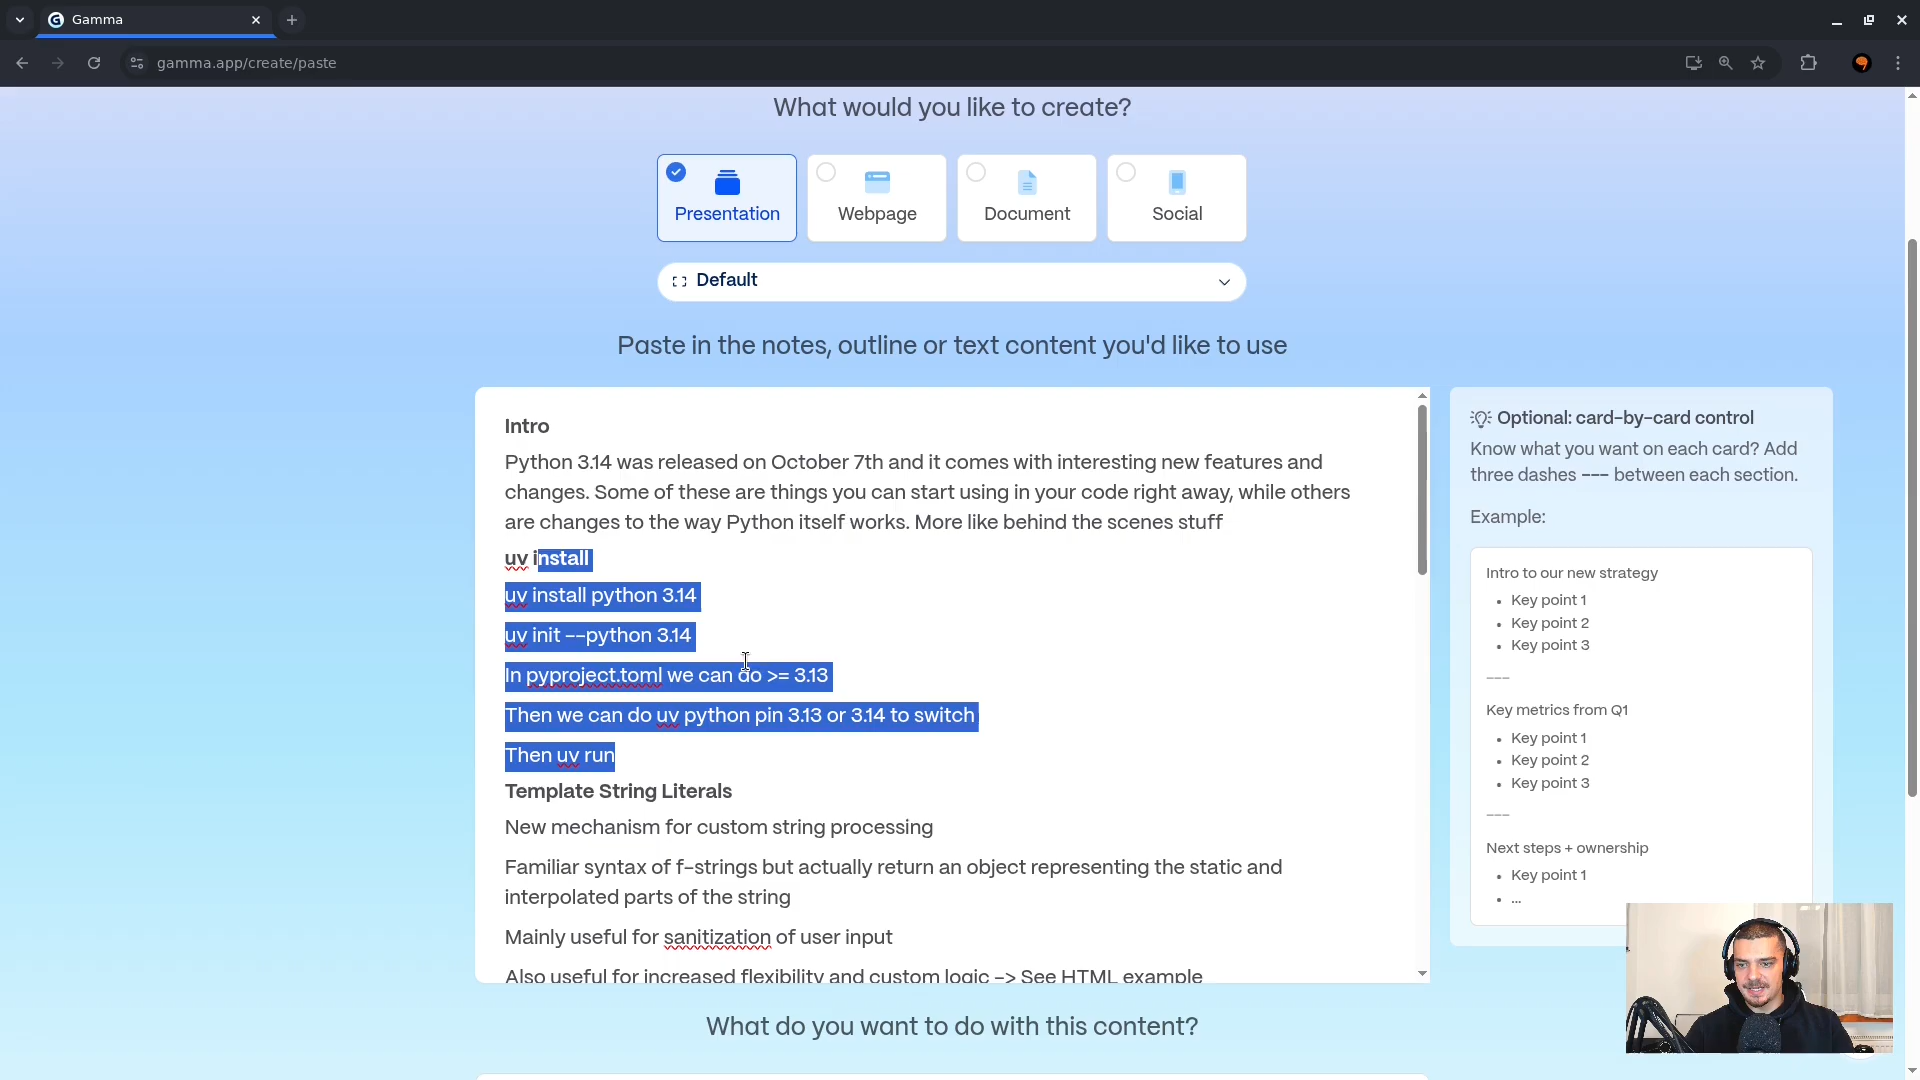 Gamma
gamma.app/create/paste
What would you like to create?
Presentation
Webpage
Document
Social
Default
Paste in the notes, outline or text content you'd like to use
Intro
Python 3.14 was released on October 7th and it comes with interesting new features and
changes. Some of these are things you can start using in your code right away, while others
are changes to the way Python itself works. More like behind the scenes stuff
uv install
uv install python 3.14
uv init --python 3.14
In pyproject.toml we can do >= 3.13
Then we can do uv python pin 3.13 or 3.14 to switch
Then uv run
Template String Literals
New mechanism for custom string processing
Familiar syntax of f-strings but actually return an object representing the static and
interpolated parts of the string
Mainly useful for sanitization of user input
Also useful for increased flexibility and custom logic -> See HTML example
Optional: card-by-card control
Know what you want on each card? Add
three dashes --- between each section.
Example:
Intro to our new strategy
• Key point 1
• Key point 2
• Key point 3
---
Key metrics from Q1
• Key point 1
• Key point 2
• Key point 3
---
Next steps + ownership
• Key point 1
• ...
What do you want to do with this content?